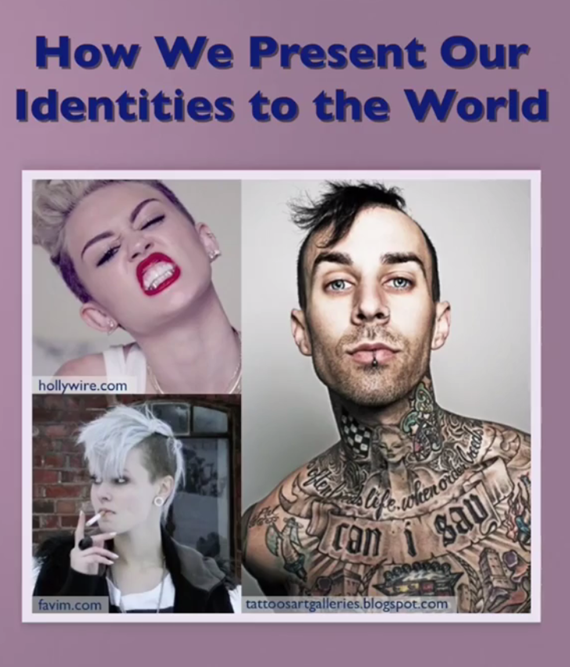 How We Present Our
Identities to the World
hollywire.com
favim.com
life, when
can i say
tattoosartgalleries.blogspot.com